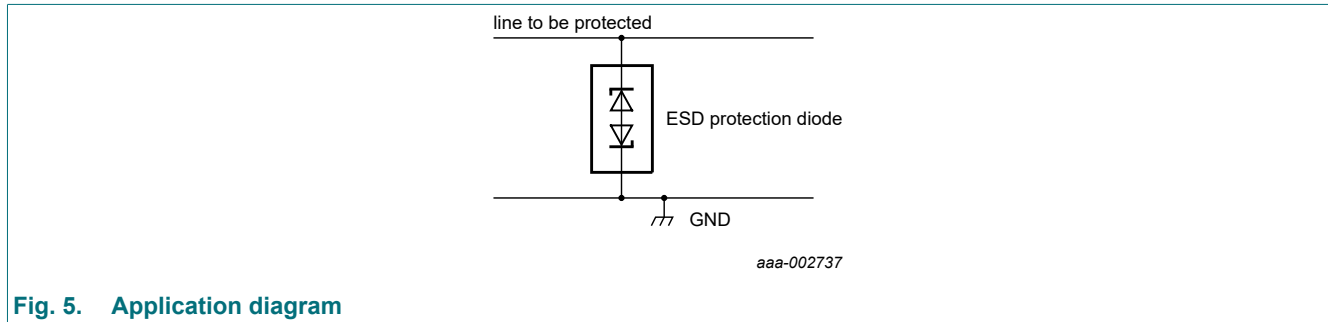 line to be protected
ESD protection diode
GND
aaa-002737
Fig. 5. Application diagram